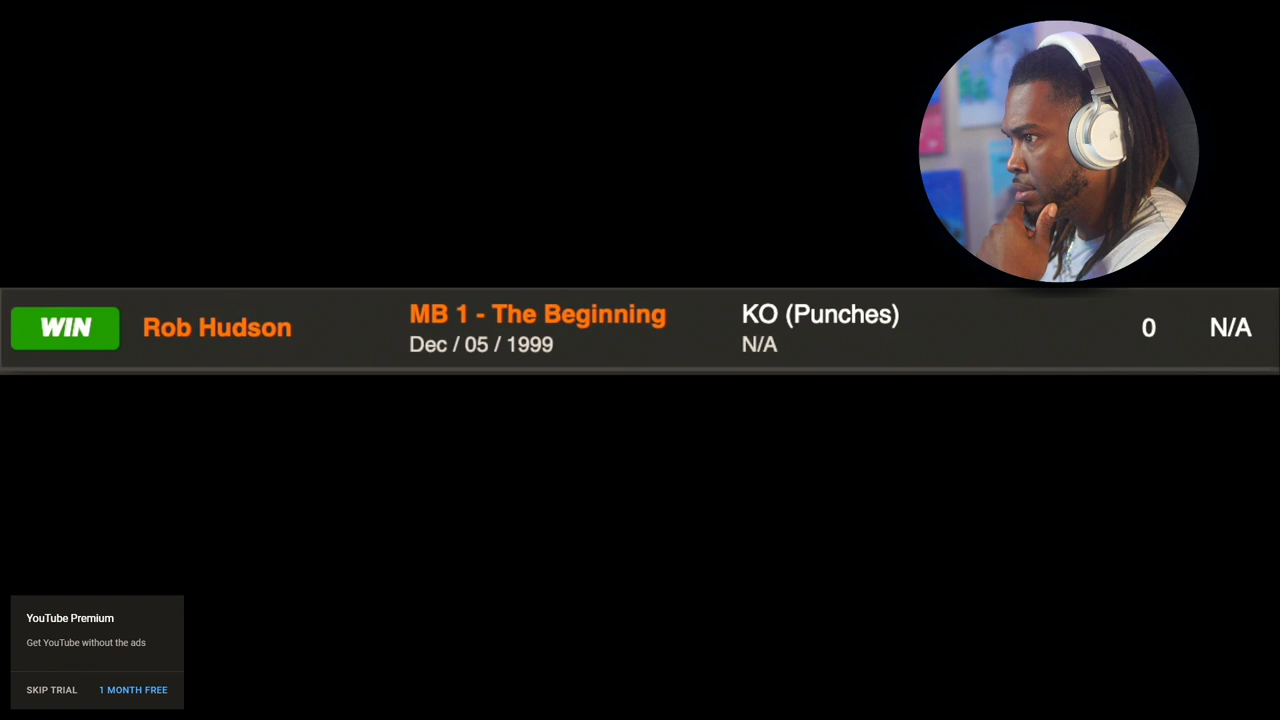 WIN
Rob Hudson
MB 1 - The Beginning
Dec / 05 / 1999
KO (Punches)
N/A
0
N/A
YouTube Premium
Get YouTube without the ads
SKIP TRIAL
1 MONTH FREE